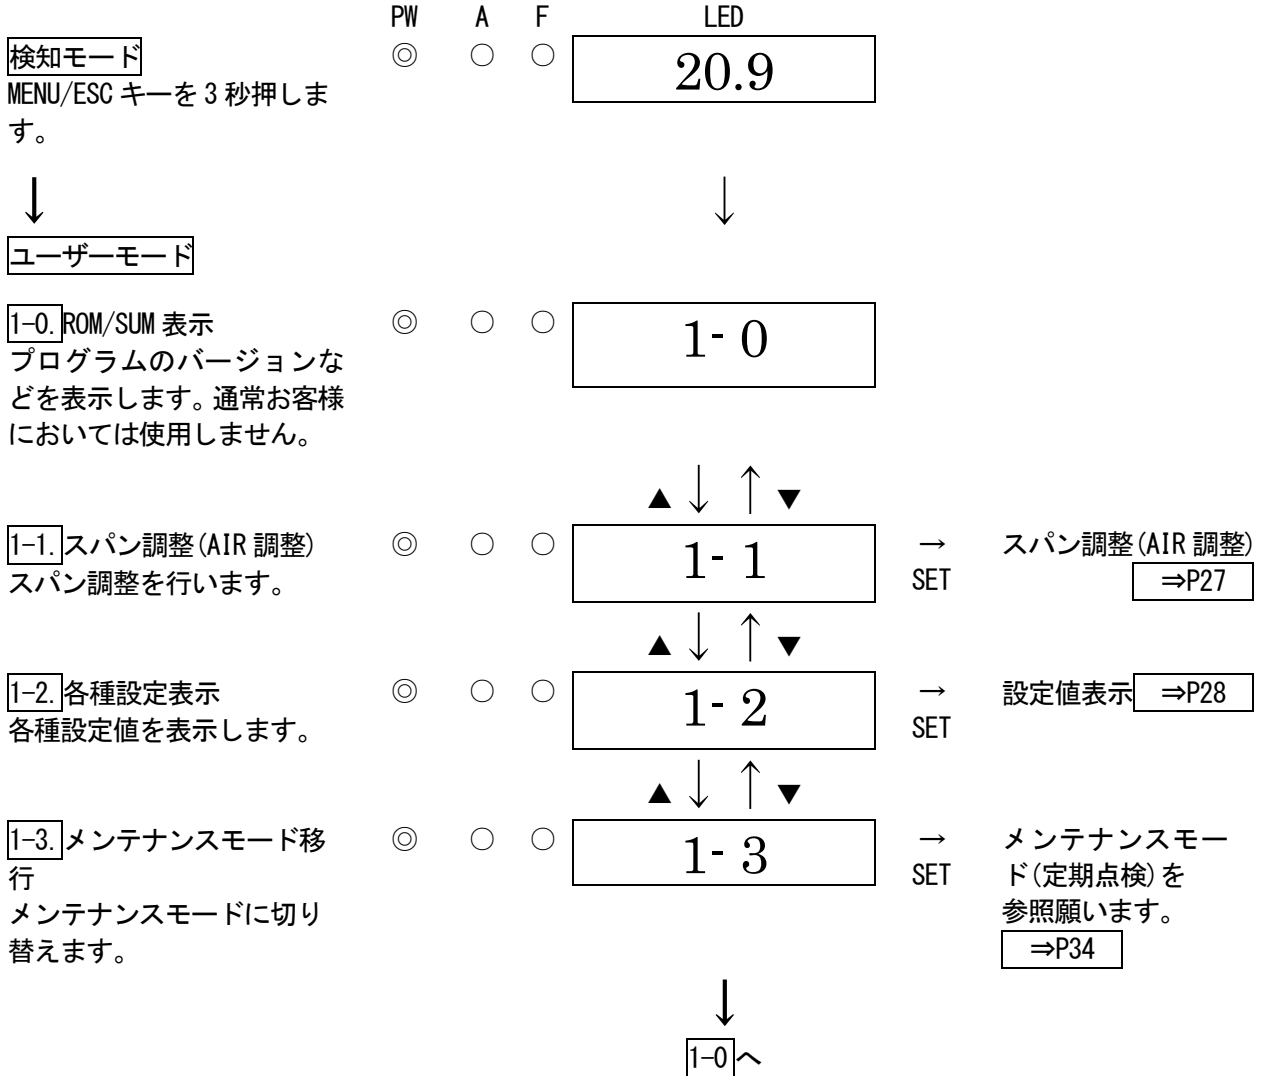 PW A F LED
検知モード ◎ ○ ○ 20.9
MENU/ESC キーを 3 秒押しま
す。
↓ ↓
ユーザーモード
1-0. ROM/SUM 表示 ◎ ○ ○ 1- 0
プログラムのバージョンな
どを表示します。通常お客様
においては使用しません。
▲ ↓ ↑ ▼
1-1. スパン調整(AIR 調整) ◎ ○ ○ 1- 1 → スパン調整(AIR 調整)
スパン調整を行います。 SET ⇒P27
▲ ↓ ↑ ▼
1-2. 各種設定表示 ◎ ○ ○ 1- 2 → 設定値表示 ⇒P28
各種設定値を表示します。 SET
▲ ↓ ↑ ▼
1-3. メンテナンスモード移 ◎ ○ ○ 1- 3 → メンテナンスモー
行 SET ド(定期点検)を
メンテナンスモードに切り 参照願います。
替えます。 ⇒P34
↓
1-0 へ